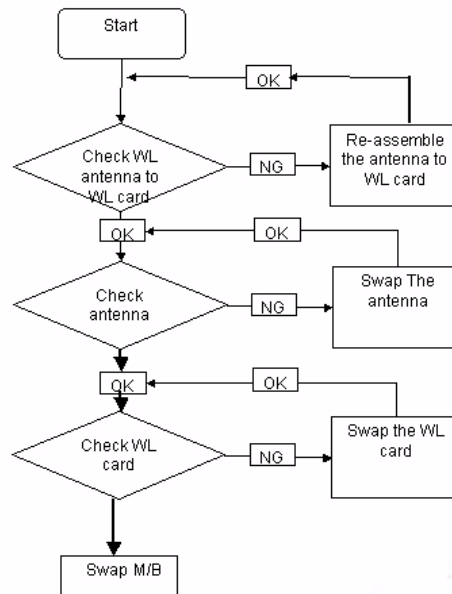 Start
OK
Check WL
antenna to
WL card
NG
Re-assemble
the antenna to
WL card
OK
OK
Check
antenna
NG
Swap The
antenna
OK
OK
Check WL
card
NG
Swap the WL
card
Swap M/B